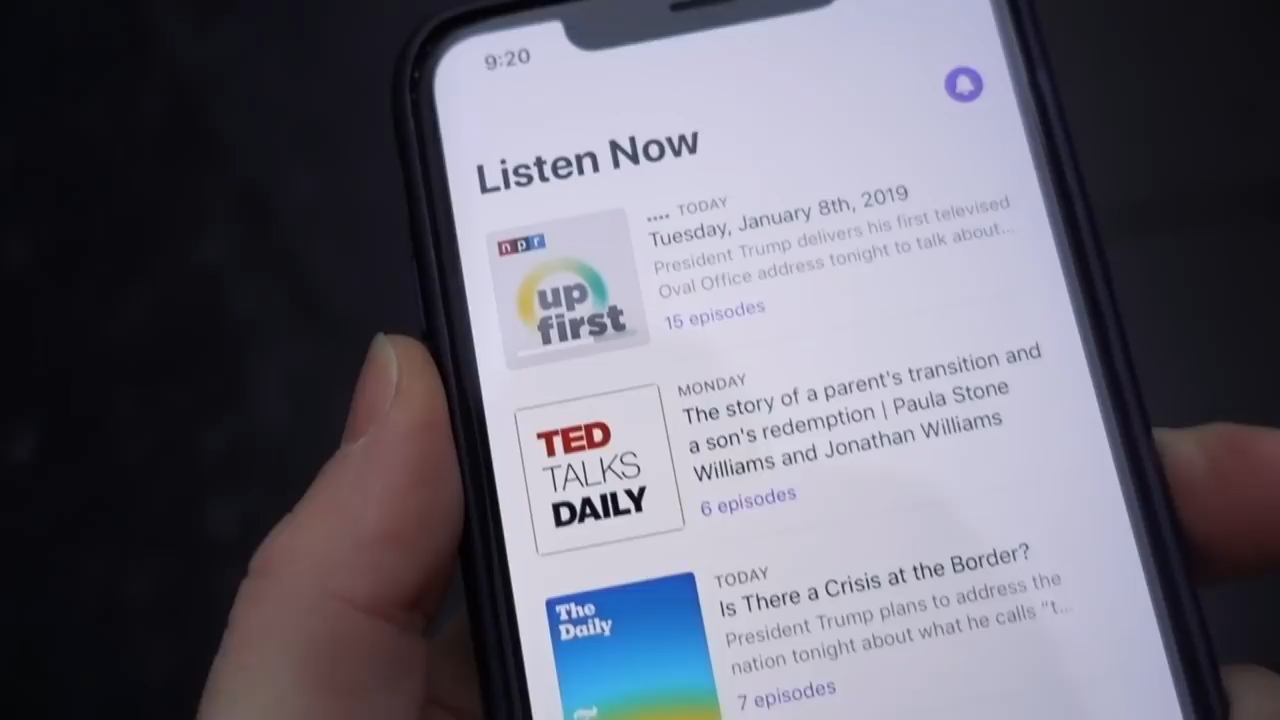 9:20
Listen Now
npr
up
first
TODAY
Tuesday, January 8th, 2019
President Trump delivers his first televised
Oval Office address tonight to talk about...
15 episodes
TED
TALKS
DAILY
MONDAY
The story of a parent's transition and
a son's redemption | Paula Stone
Williams and Jonathan Williams
6 episodes
The
Daily
TODAY
Is There a Crisis at the Border?
President Trump plans to address the
nation tonight about what he calls “t...
7 episodes